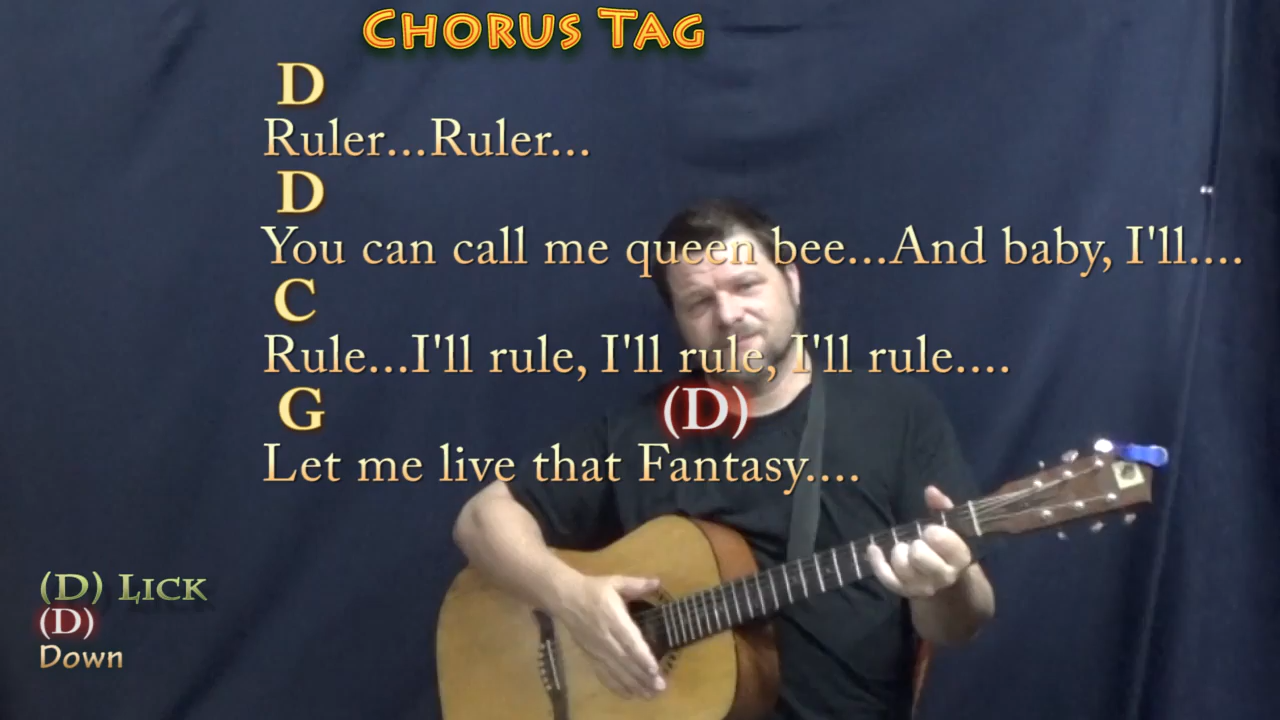 CHORUS TAG
D
Ruler...Ruler...
D
You can call me queen bee...And baby, I'll....
C
Rule...I'll rule, I'll rule, I'll rule....
G (D)
Let me live that Fantasy....
(D) LICK
(D)
Down